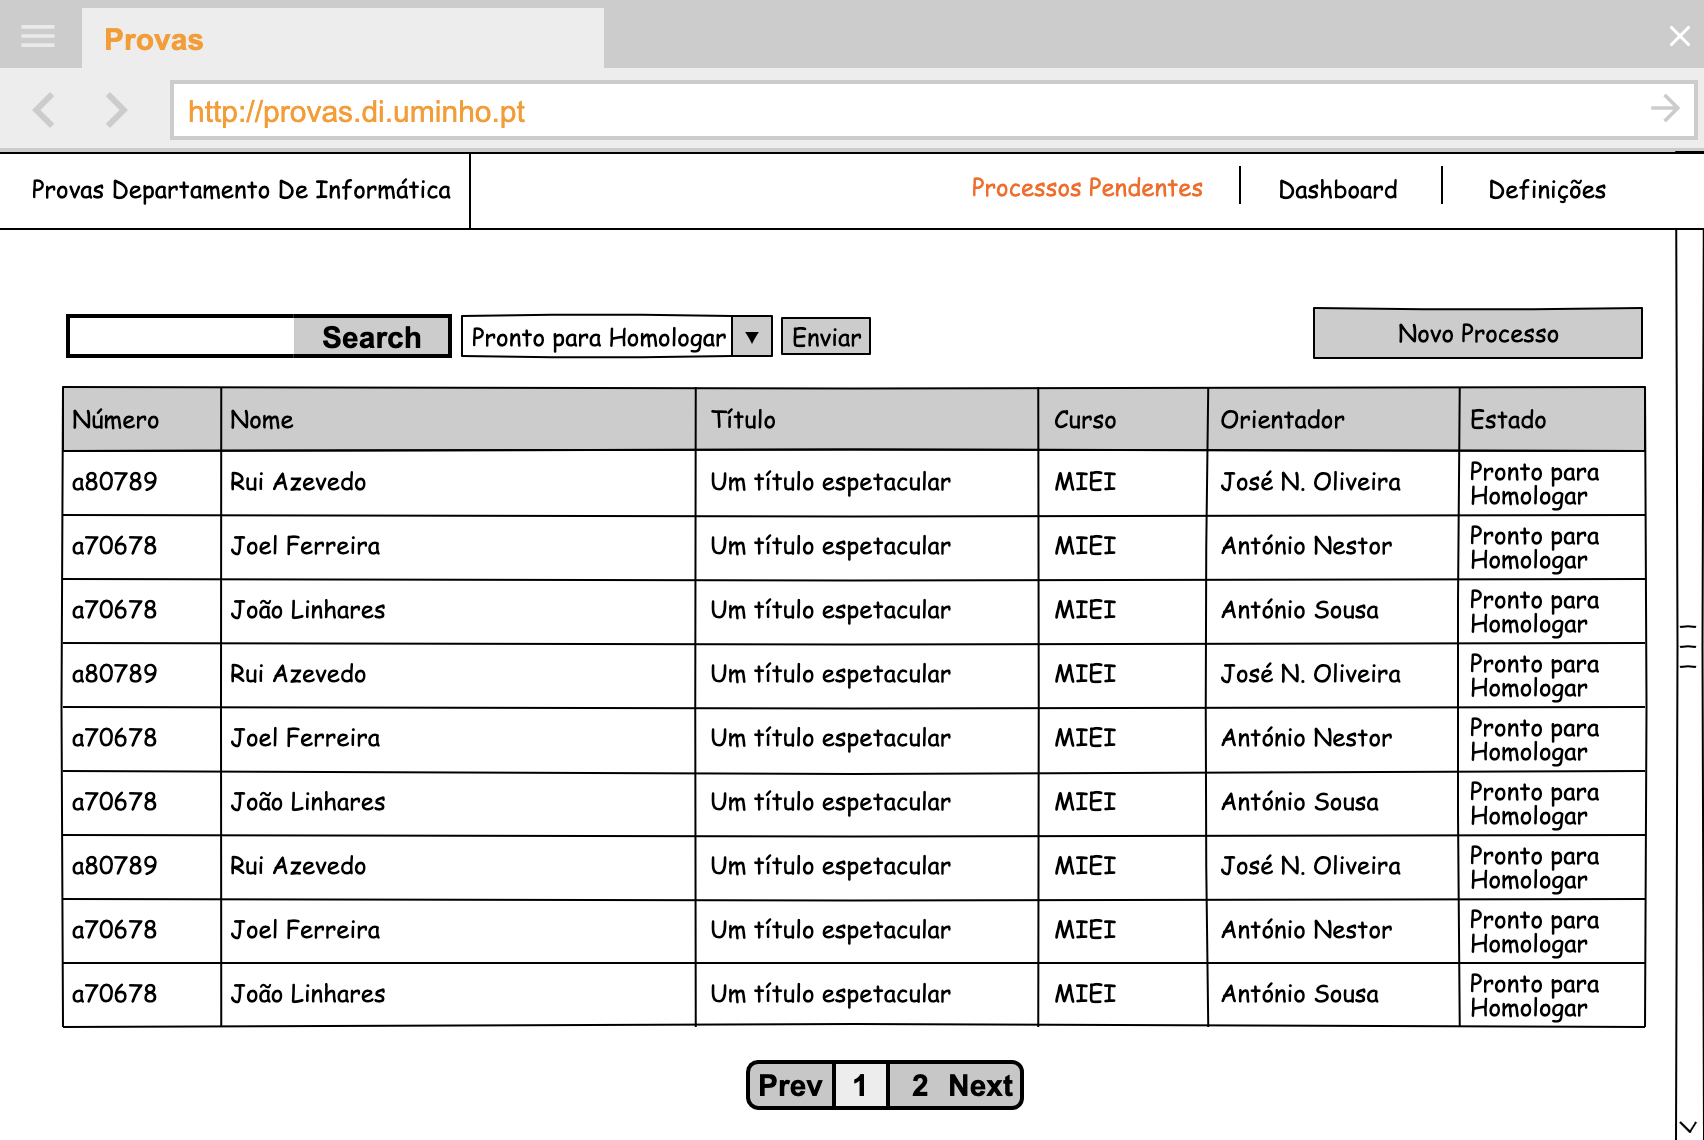 Provas
http://provas.di.uminho.pt
Provas Departamento De Informática
Processos Pendentes
Dashboard
Definições
Search
Pronto para Homologar
Enviar
Novo Processo
Número Nome Título Curso Orientador Estado
a80789 Rui Azevedo Um título espetacular MIEI José N. Oliveira Pronto para
Homologar
a70678 Joel Ferreira Um título espetacular MIEI António Nestor Pronto para
Homologar
a70678 João Linhares Um título espetacular MIEI António Sousa Pronto para
Homologar
a80789 Rui Azevedo Um título espetacular MIEI José N. Oliveira Pronto para
Homologar
a70678 Joel Ferreira Um título espetacular MIEI António Nestor Pronto para
Homologar
a70678 João Linhares Um título espetacular MIEI António Sousa Pronto para
Homologar
a80789 Rui Azevedo Um título espetacular MIEI José N. Oliveira Pronto para
Homologar
a70678 Joel Ferreira Um título espetacular MIEI António Nestor Pronto para
Homologar
a70678 João Linhares Um título espetacular MIEI António Sousa Pronto para
Homologar
Prev 1 2 Next